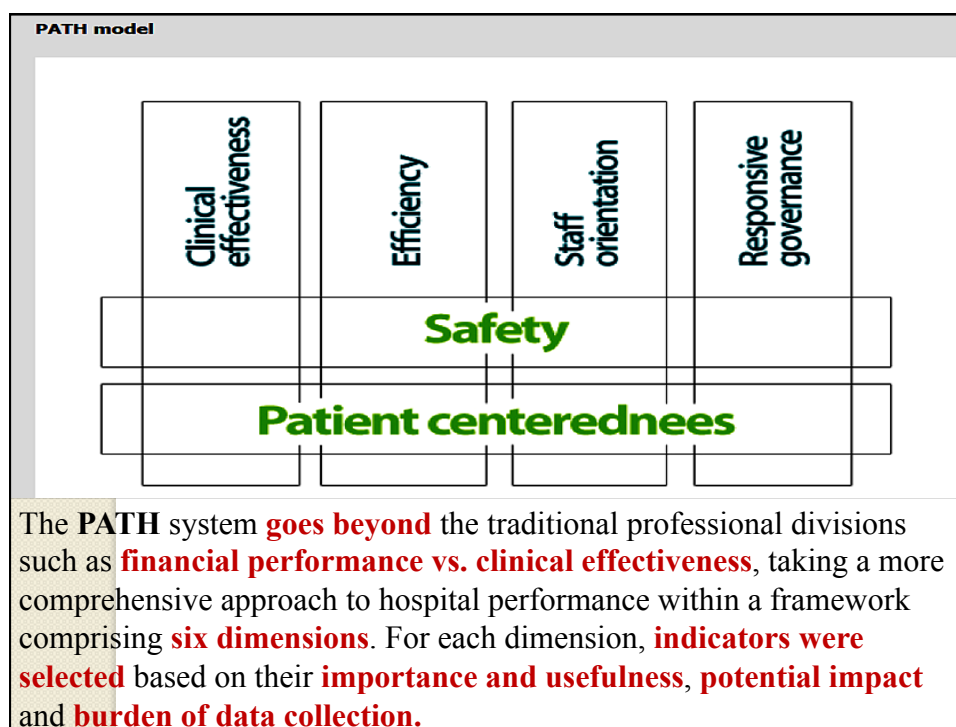 PATH model
Clinical
effectiveness
Efficiency
Staff
orientation
Responsive
governance
Safety
Patient centerednees
The PATH system goes beyond the traditional professional divisions
such as financial performance vs. clinical effectiveness, taking a more
comprehensive approach to hospital performance within a framework
comprising six dimensions. For each dimension, indicators were
selected based on their importance and usefulness, potential impact
and burden of data collection.